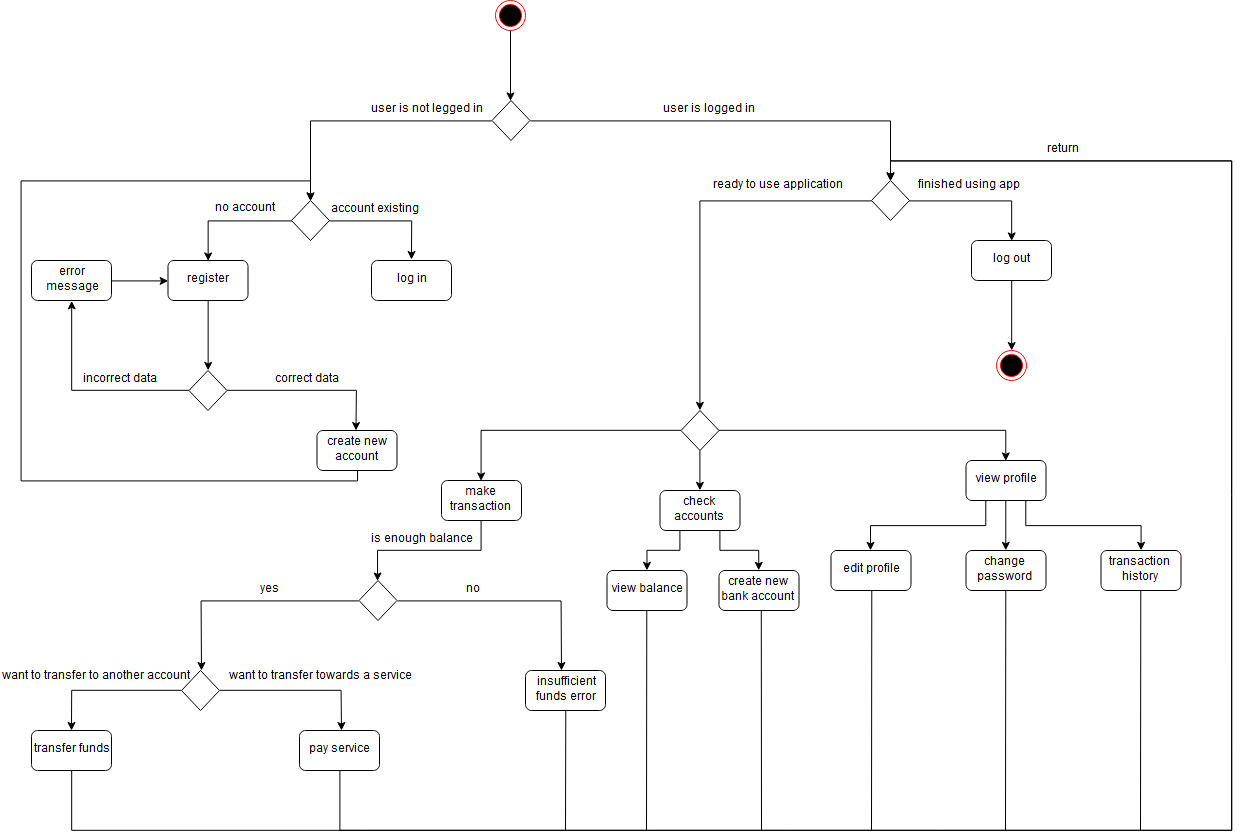 user is not legged in
user is logged in
return
ready to use application
finished using app
no account
account existing
error
message
register
log in
log out
incorrect data
correct data
create new
account
make
transaction
check
accounts
view profile
is enough balance
edit profile
change
password
transaction
history
view balance
create new
bank account
yes
no
want to transfer to another account
want to transfer towards a service
insufficient
funds error
transfer funds
pay service